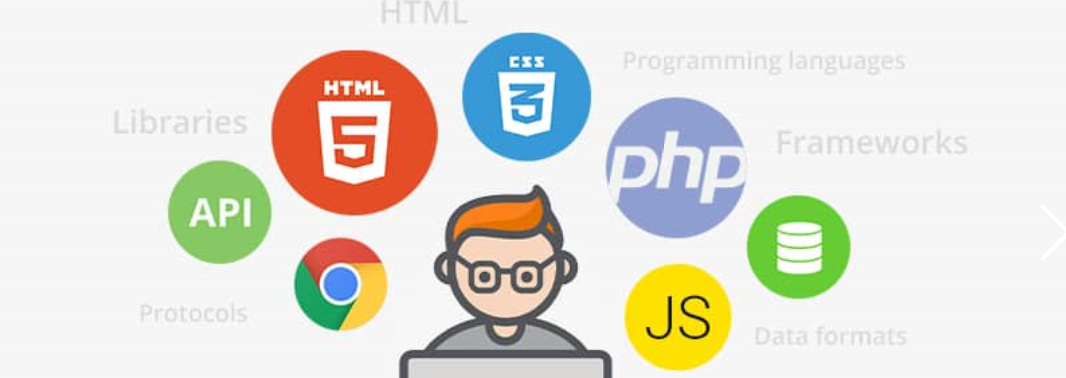 HTML
CSS
3
Programming languages
HTML
5
Libraries
php
Frameworks
API
JS
Protocols
Data formats